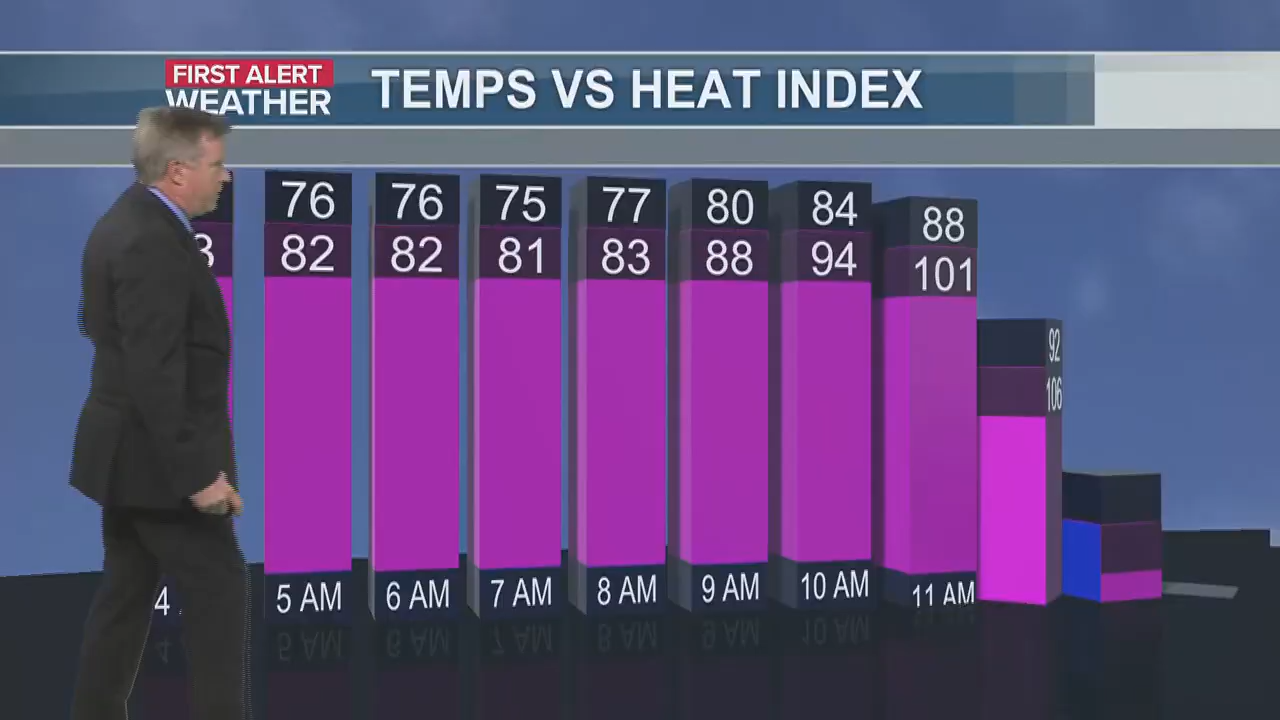 FIRST ALERT
WEATHER
TEMPS VS HEAT INDEX
76 76 75 77 80 84 88
82 82 81 83 88 94 101
92
106
4
5 AM 6 AM 7 AM 8 AM 9 AM 10 AM 11 AM